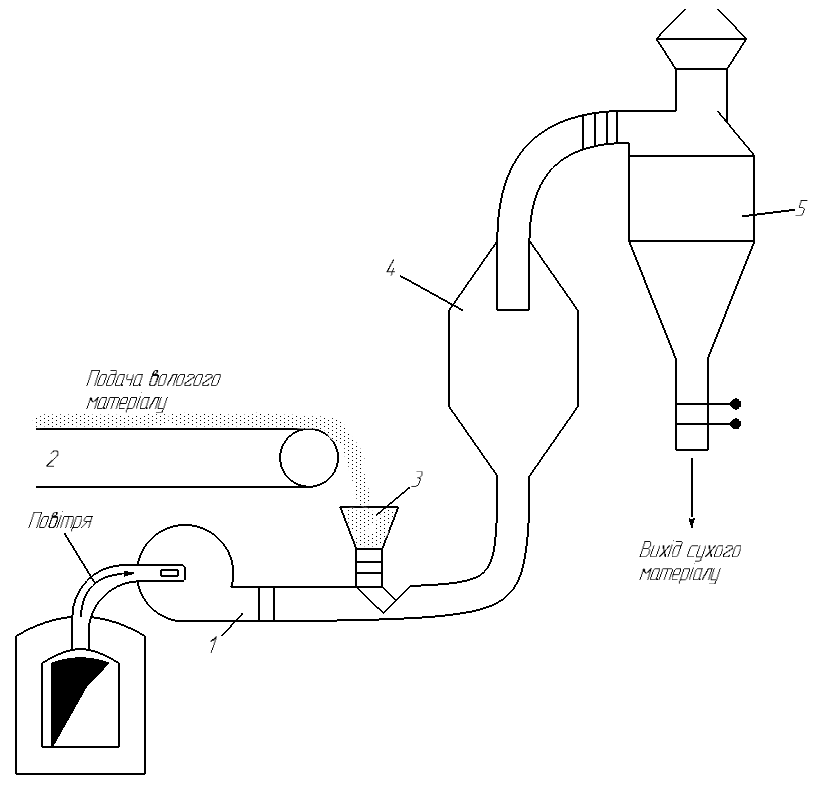 5
4
Подача вологого
матеріалу
2
3
Повітря
Вихід сухого
матеріалу
1